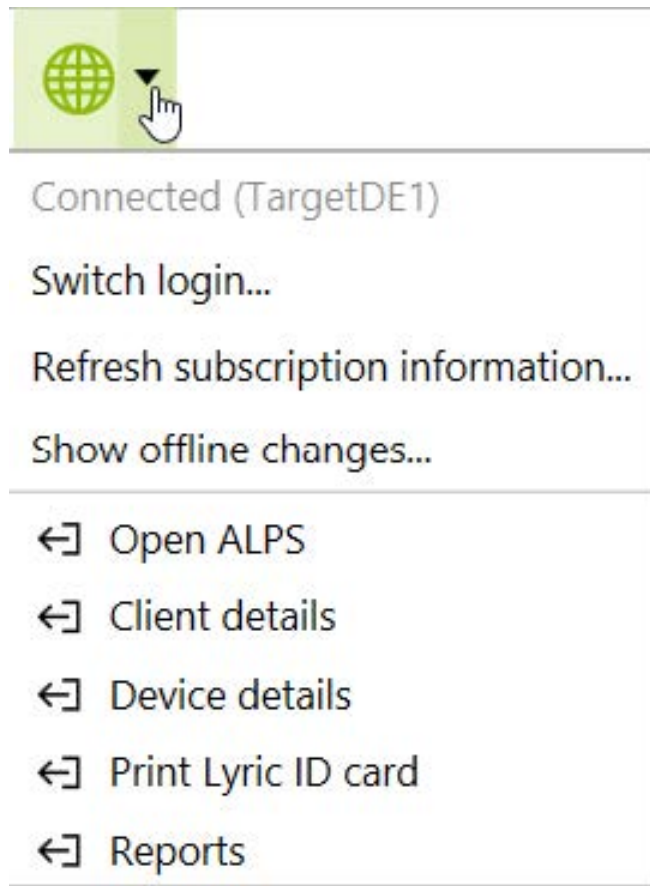 Connected (TargetDE1)
Switch login...
Refresh subscription information...
Show offline changes...
Open ALPS
Client details
Device details
Print Lyric ID card
Reports